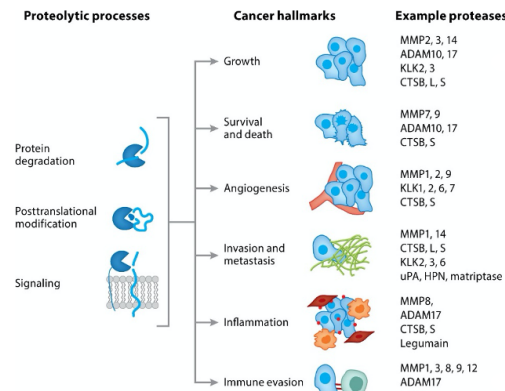 Proteolytic processes
Cancer hallmarks
Example proteases
Protein
degradation
Posttranslational
modification
Signaling
Growth
MMP2, 3, 14
ADAM10, 17
KLK2, 3
CTSB, L, S
Survival
and death
MMP7, 9
ADAM10, 17
CTSB, S
Angiogenesis
MMP1, 2, 9
KLK1, 2, 6, 7
CTSB, S
Invasion and
metastasis
MMP1, 14
CTSB, L, S
KLK2, 3, 6
uPA, HPN, matriptase
Inflammation
MMP8,
ADAM17
CTSB, S
Legumain
Immune evasion
MMP1, 3, 8, 9, 12
ADAM17